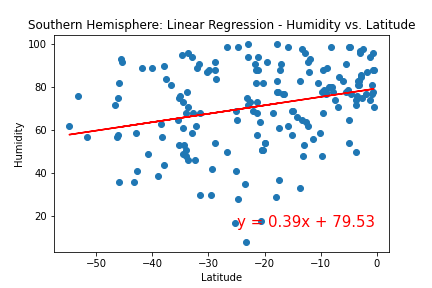 Southern Hemisphere: Linear Regression - Humidity vs. Latitude
100
80
60
40
20
Humidity
y = 0.39x + 79.53
−50 −40 −30 −20 −10 0
Latitude